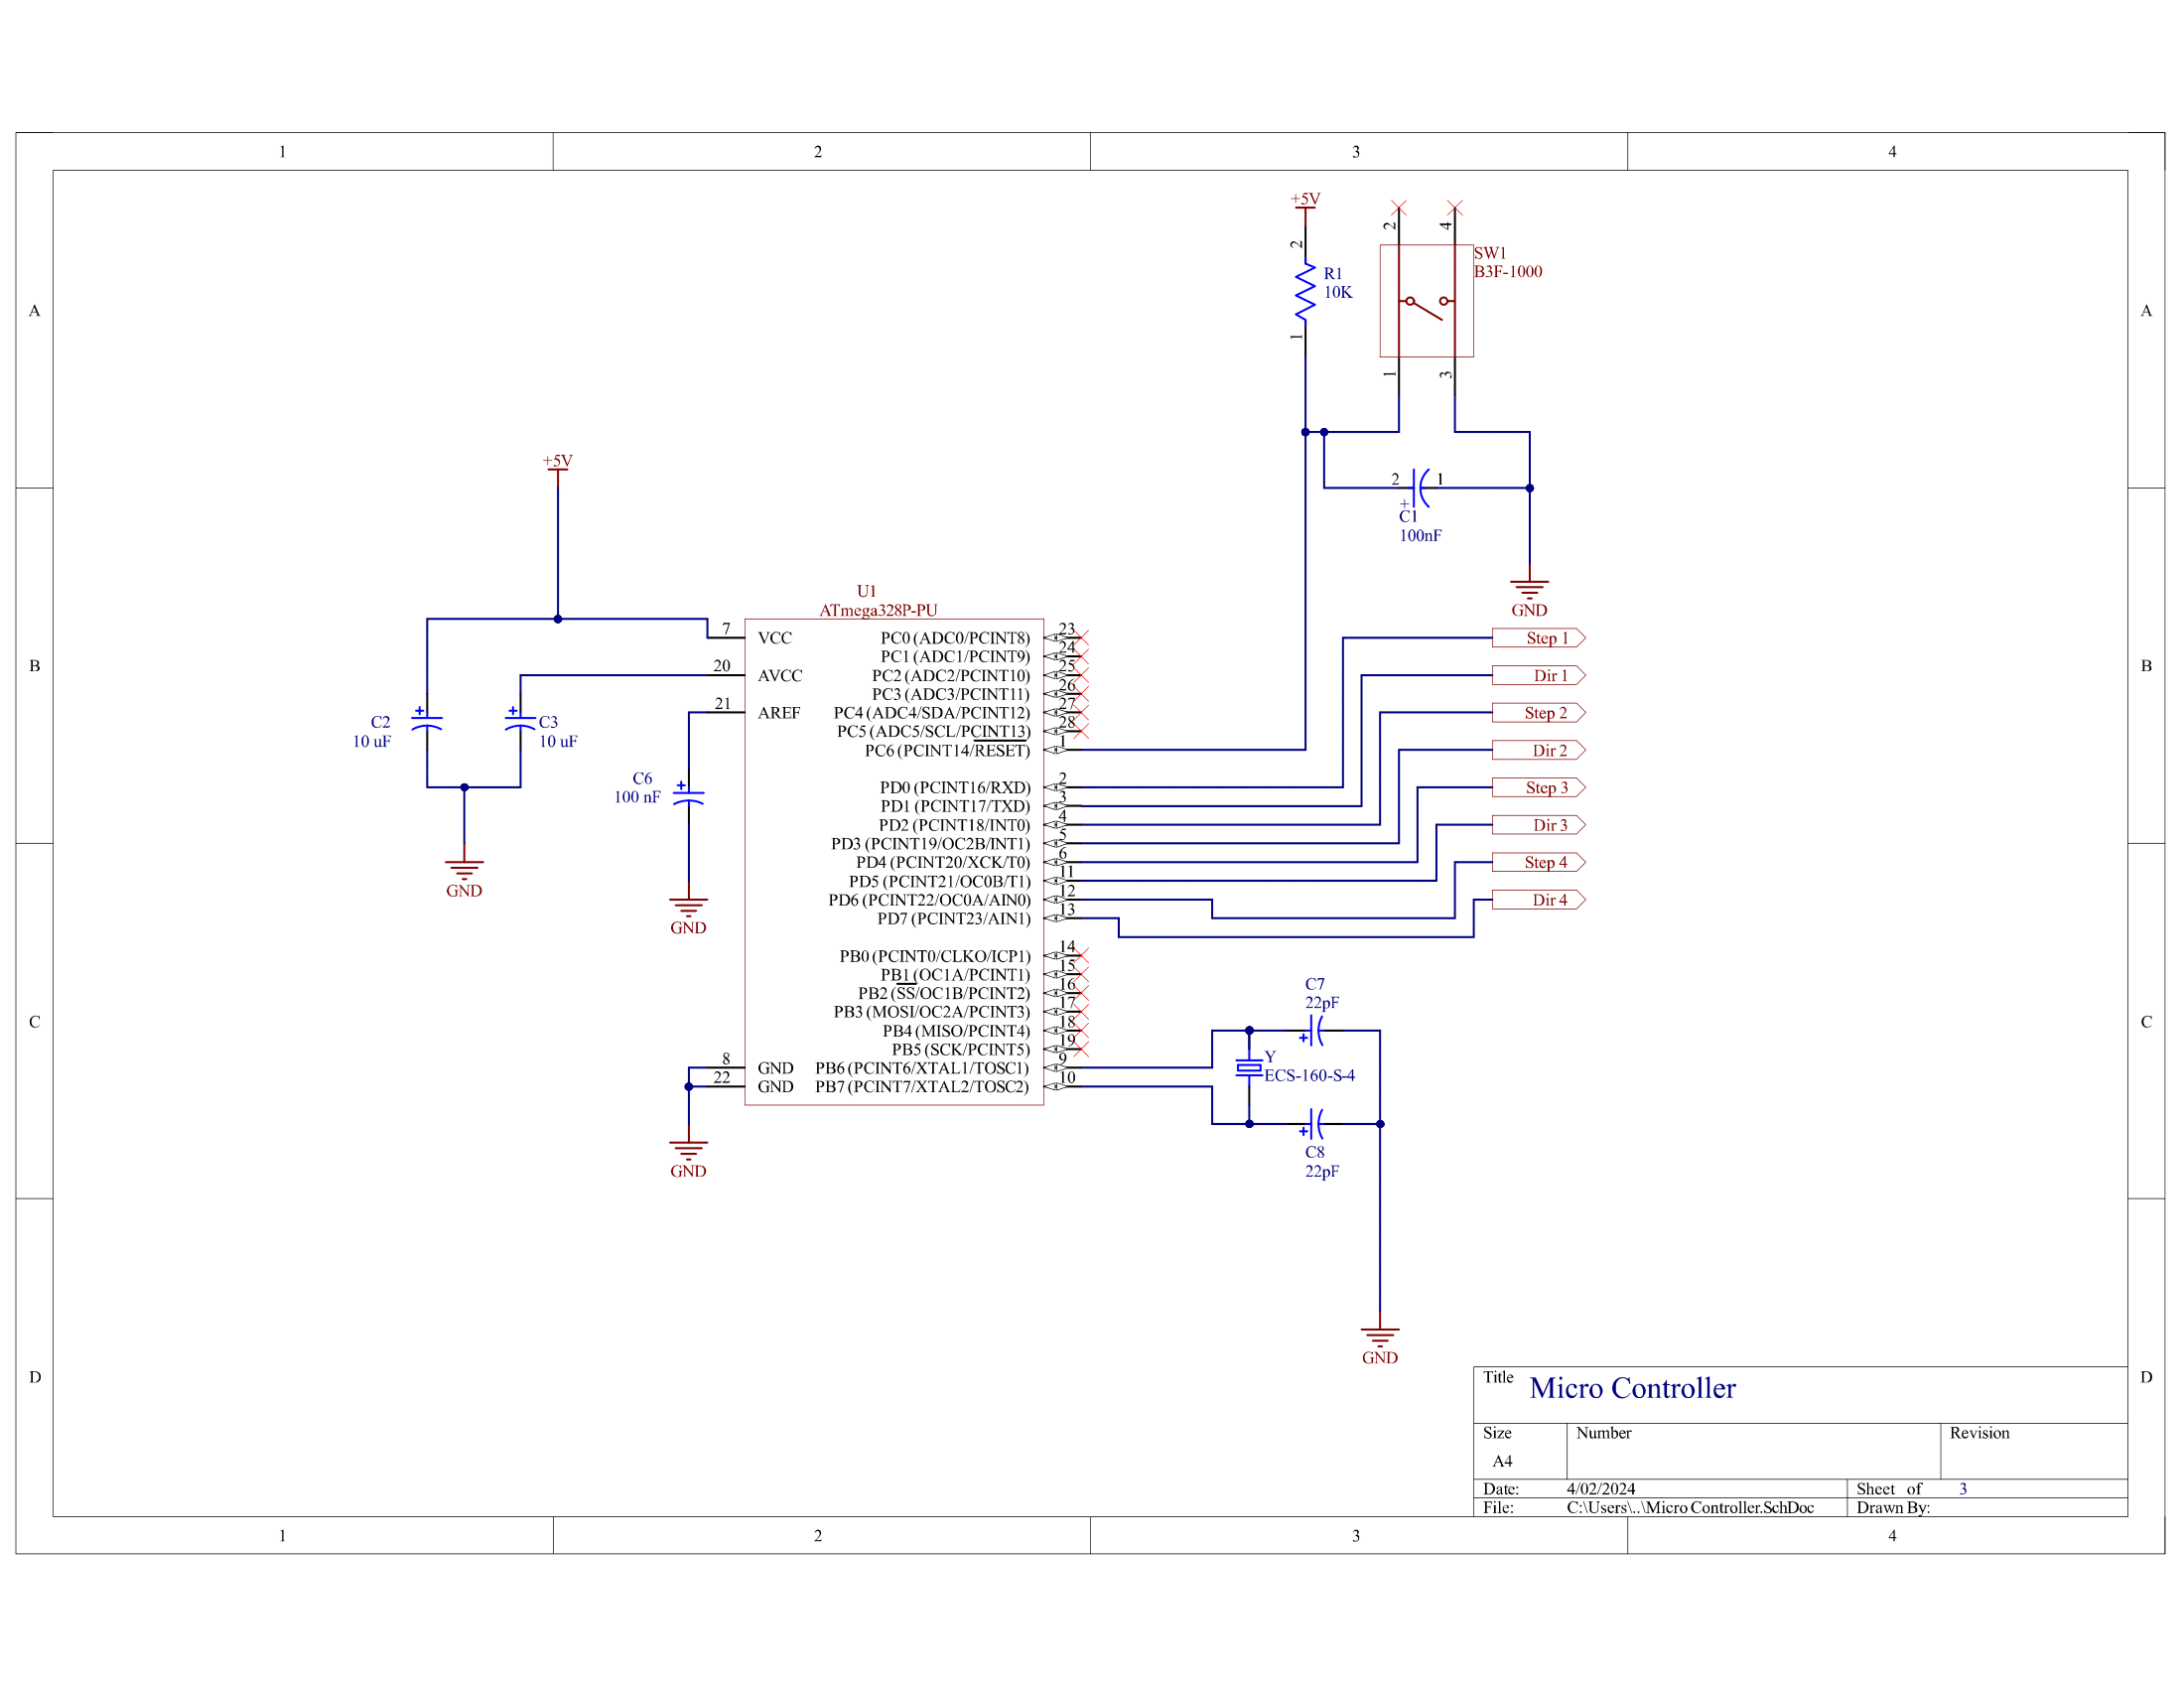 1 2 3 4
A A
B B
C C
D D
+5V
2
R1
10K
1
2 4
SW1
B3F-1000
1 3
2 1
+
C1
100nF
GND
+5V
C2
10 uF
C3
10 uF
GND
C6
100 nF
GND
U1
ATmega328P-PU
7 VCC
20 AVCC
21 AREF
8 GND
22 GND
GND
PC0 (ADC0/PCINT8) 23
PC1 (ADC1/PCINT9) 24
PC2 (ADC2/PCINT10) 25
PC3 (ADC3/PCINT11) 26
PC4 (ADC4/SDA/PCINT12) 27
PC5 (ADC5/SCL/PCINT13) 28
PC6 (PCINT14/RESET) 1
PD0 (PCINT16/RXD) 2
PD1 (PCINT17/TXD) 3
PD2 (PCINT18/INT0) 4
PD3 (PCINT19/OC2B/INT1) 5
PD4 (PCINT20/XCK/T0) 6
PD5 (PCINT21/OC0B/T1) 11
PD6 (PCINT22/OC0A/AIN0) 12
PD7 (PCINT23/AIN1) 13
PB0 (PCINT0/CLKO/ICP1) 14
PB1 (OC1A/PCINT1) 15
PB2 (SS/OC1B/PCINT2) 16
PB3 (MOSI/OC2A/PCINT3) 17
PB4 (MISO/PCINT4) 18
PB5 (SCK/PCINT5) 19
PB6 (PCINT6/XTAL1/TOSC1) 9
PB7 (PCINT7/XTAL2/TOSC2) 10
Step 1
Dir 1
Step 2
Dir 2
Step 3
Dir 3
Step 4
Dir 4
C7
22pF
Y
ECS-160-S-4
C8
22pF
GND
Title Micro Controller
Size Number Revision
A4
Date: 4/02/2024 Sheet of 3
File: C:\Users\..\Micro Controller.SchDoc Drawn By:
1 2 3 4